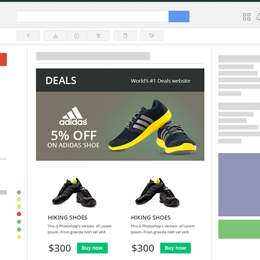 DEALS
World's #1 Deals website
adidas
5% OFF
ON ADIDAS SHOE
HIKING SHOES
HIKING SHOES
This is Photoshop's version of Lorem
Ipsum. Proin gravida nibh vel velit
This is Photoshop's version of Lorem
Ipsum. Proin gravida nibh vel velit
$300
Buy now
$300
Buy now